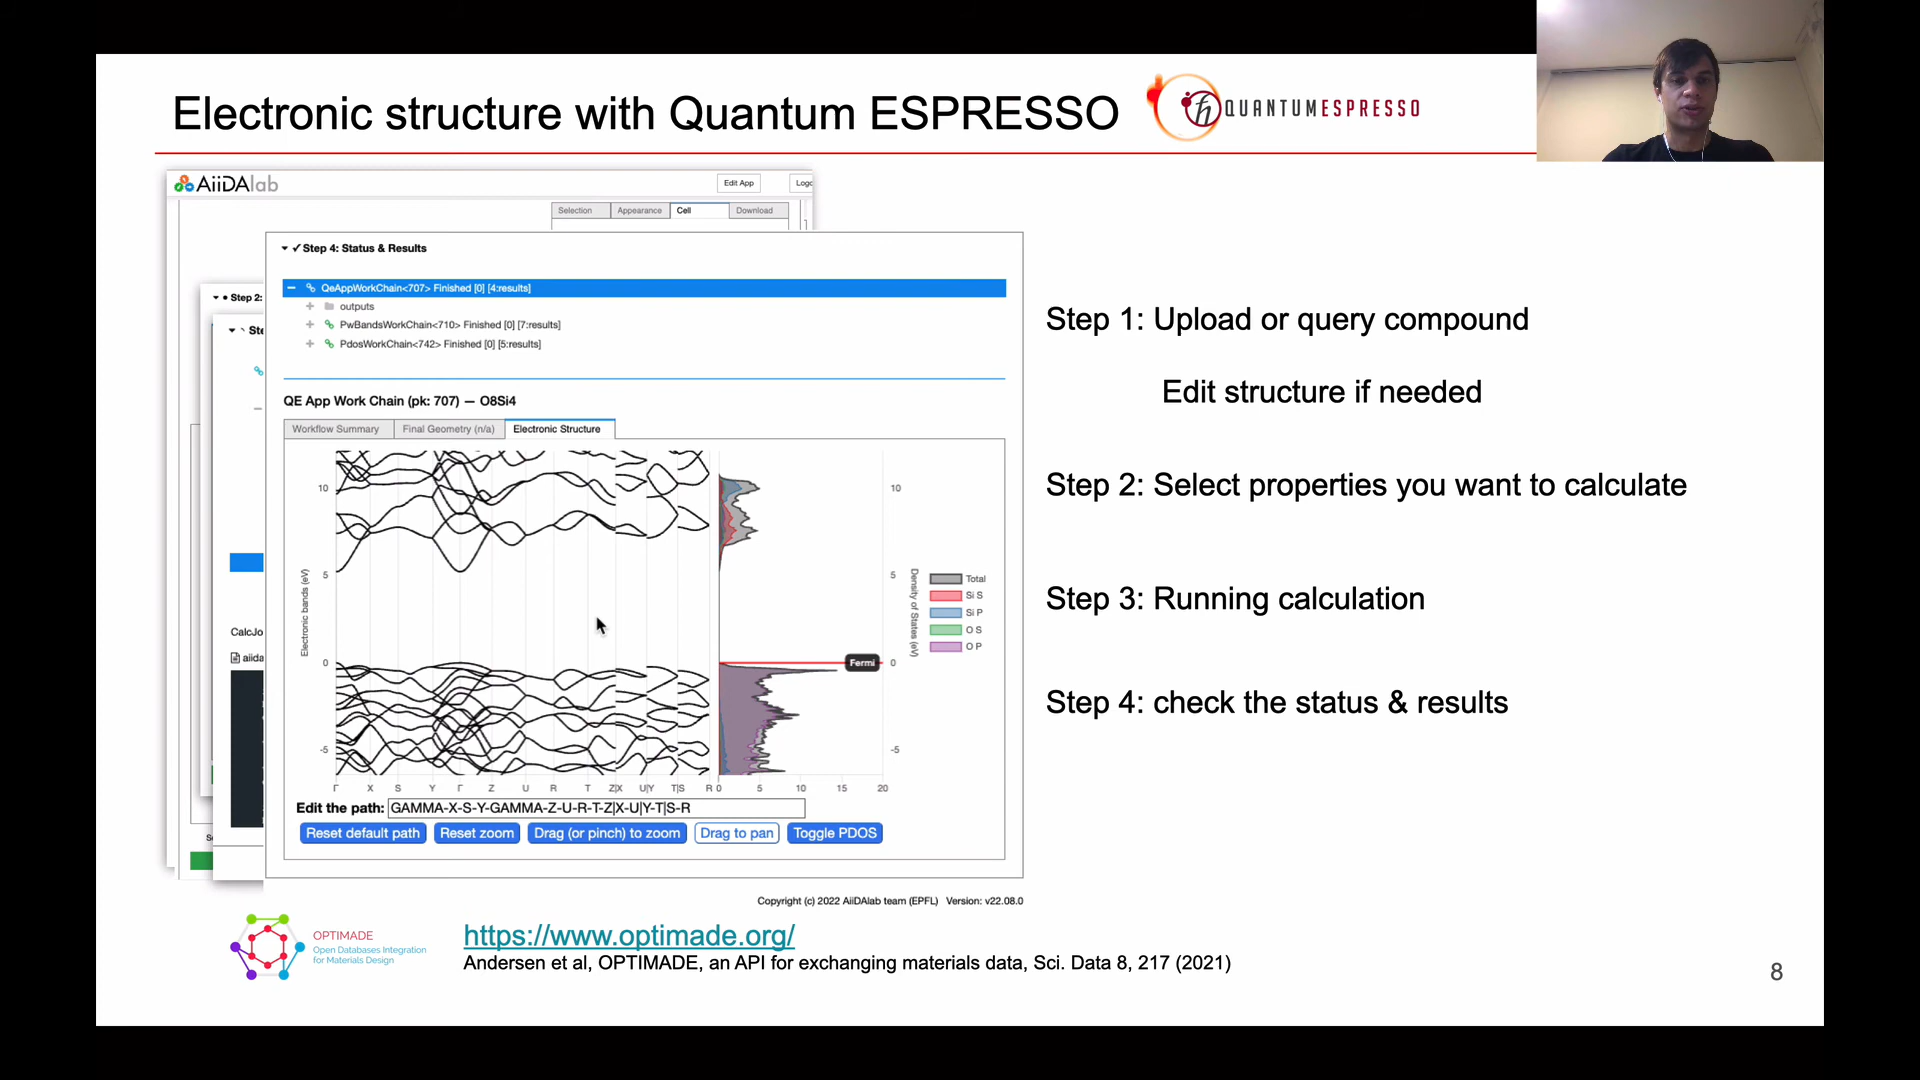 Electronic structure with Quantum ESPRESSO
QUANTUMESPRESSO
AiiDAlab
Edit App
Selection
Appearance
Cell
Download
Step 4: Status & Results
QeAppWorkChain<707> Finished [0] [4:results]
outputs
PwBandsWorkChain<710> Finished [0] [7:results]
PdosWorkChain<742> Finished [0] [5:results]
Step 2:
QE App Work Chain (pk: 707) — O8Si4
Workflow Summary
Final Geometry (n/a)
Electronic Structure
Electronic bands (eV)
10
5
0
-5
Γ X S Y Γ Z U R T Z|X U|Y T|S R
10
5
0
-5
Fermi
Density of States (eV)
0 5 10 15 20
Total
Si S
Si P
O S
O P
Edit the path: GAMMA-X-S-Y-GAMMA-Z-U-R-T-Z|X-U|Y-T|S-R
Reset default path
Reset zoom
Drag (or pinch) to zoom
Drag to pan
Toggle PDOS
Copyright (c) 2022 AiiDAlab team (EPFL) Version: v22.08.0
Step 1: Upload or query compound
Edit structure if needed
Step 2: Select properties you want to calculate
Step 3: Running calculation
Step 4: check the status & results
OPTIMADE
Open Databases Integration
for Materials Design
https://www.optimade.org/
Andersen et al, OPTIMADE, an API for exchanging materials data, Sci. Data 8, 217 (2021)
8